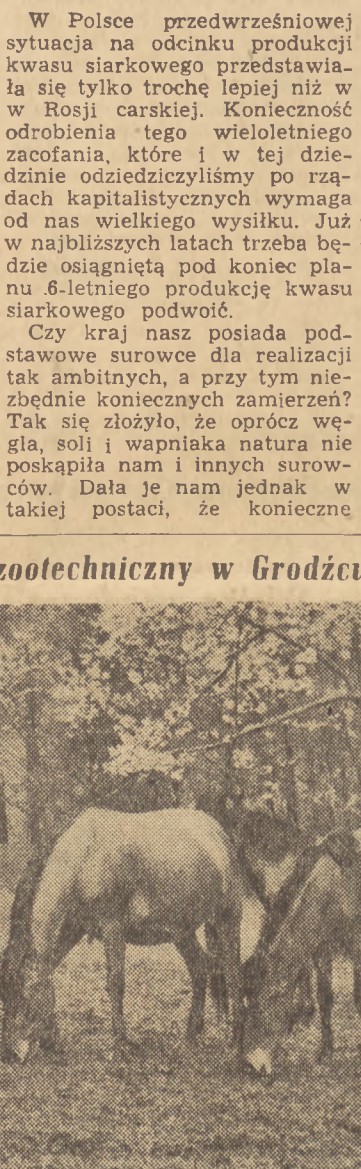 W Polsce przedwrześniowej
sytuacja na odcinku produkcji
kwasu siarkowego przedstawia-
ła się tylko trochę lepiej niż w
w Rosji carskiej. Konieczność
odrobienia tego wieloletniego
zacofania, które i w tej dzie-
dzinie odziedziczyliśmy po rzą-
dach kapitalistycznych wymaga
od nas wielkiego wysiłku. Już
w najbliższych latach trzeba bę-
dzie osiągniętą pod koniec pla-
nu 6-letniego produkcję kwasu
siarkowego podwoić.
Czy kraj nasz posiada pod-
stawowe surowce dla realizacji
tak ambitnych, a przy tym nie-
zbędnie koniecznych zamierzeń?
Tak się złożyło, że oprócz wę-
gla, soli i wapniaka natura nie
poskąpiła nam i innych surow-
ców. Dała je nam jednak w
takiej postaci, że konieczne
zootechniczny w Grodźcu